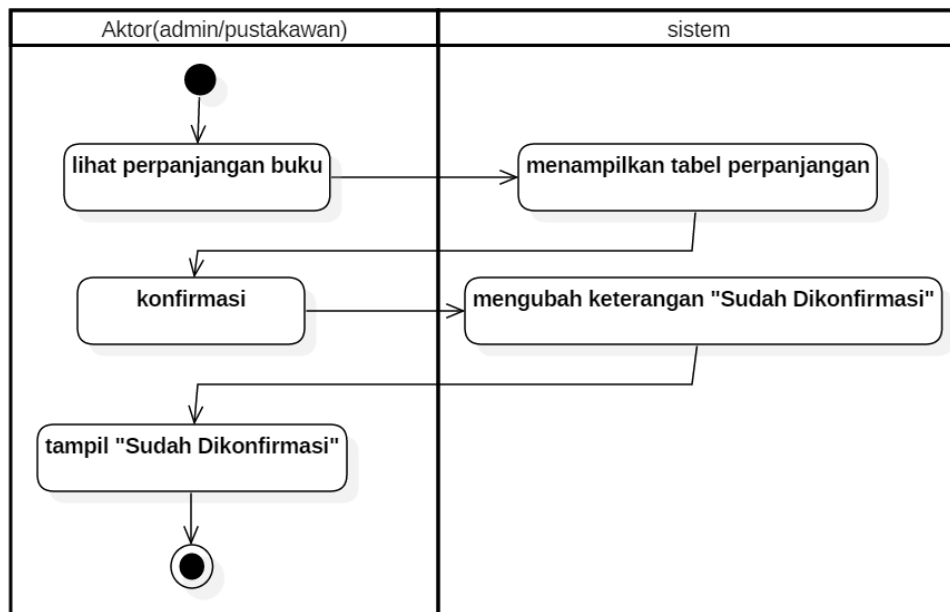 Aktor(admin/pustakawan)
sistem
lihat perpanjangan buku
menampilkan tabel perpanjangan
konfirmasi
mengubah keterangan "Sudah Dikonfirmasi"
tampil "Sudah Dikonfirmasi"